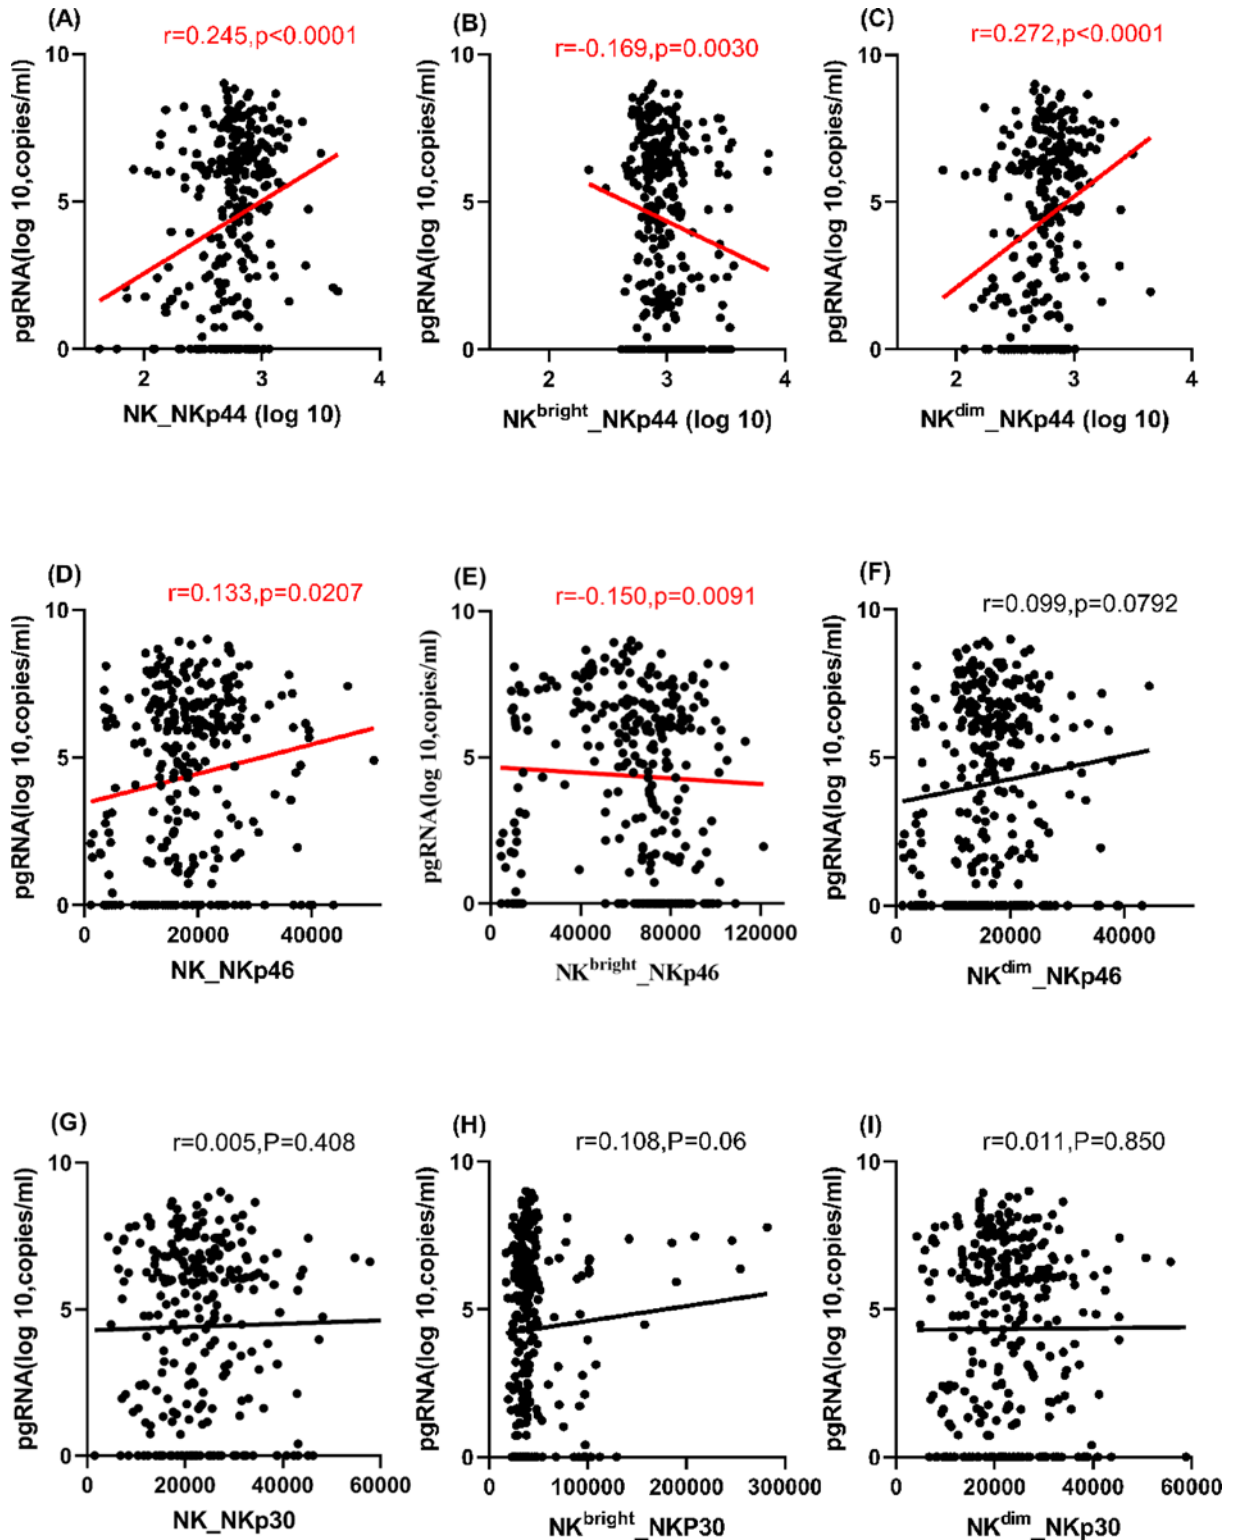 (A)
r=0.245,p<0.0001
pgRNA(log 10,copies/ml)
10
5
0
2 3 4
NK_NKp44 (log 10)
(B)
r=-0.169,p=0.0030
pgRNA(log 10,copies/ml)
10
5
0
2 3 4
NKbright_NKp44 (log 10)
(C)
r=0.272,p<0.0001
pgRNA(log 10,copies/ml)
10
5
0
2 3 4
NKdim_NKp44 (log 10)
(D)
r=0.133,p=0.0207
pgRNA(log 10,copies/ml)
10
5
0
0 20000 40000
NK_NKp46
(E)
r=-0.150,p=0.0091
pgRNA(log 10,copies/ml)
10
5
0
0 40000 80000 120000
NKbright_NKp46
(F)
r=0.099,p=0.0792
pgRNA(log 10,copies/ml)
10
5
0
0 20000 40000
NKdim_NKp46
(G)
r=0.005,P=0.408
pgRNA(log 10,copies/ml)
10
5
0
0 20000 40000 60000
NK_NKp30
(H)
r=0.108,P=0.06
pgRNA(log 10,copies/ml)
10
5
0
0 100000 200000 300000
NKbright_NKP30
(I)
r=0.011,P=0.850
pgRNA(log 10,copies/ml)
10
5
0
0 20000 40000 60000
NKdim_NKp30